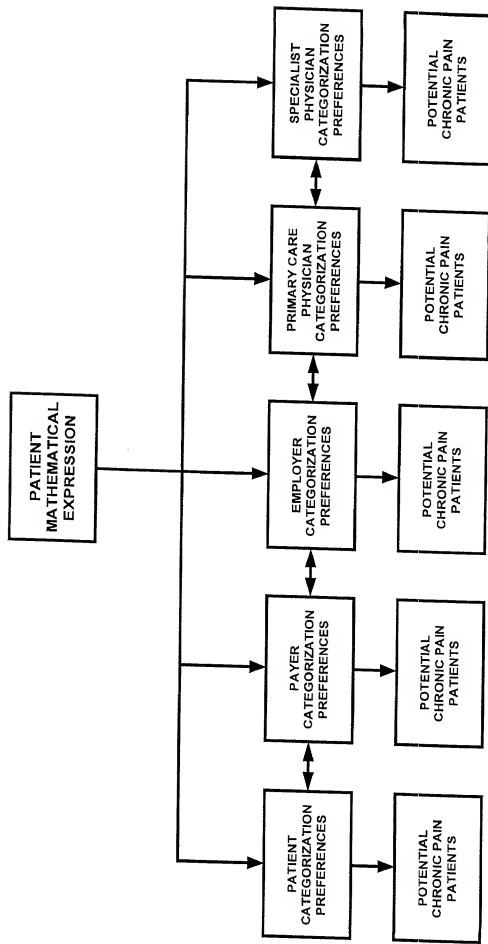 PATIENT
MATHEMATICAL
EXPRESSION
PATIENT
CATEGORIZATION
PREFERENCES
PAYER
CATEGORIZATION
PREFERENCES
EMPLOYER
CATEGORIZATION
PREFERENCES
PRIMARY CARE
PHYSICIAN
CATEGORIZATION
PREFERENCES
SPECIALIST
PHYSICIAN
CATEGORIZATION
PREFERENCES
POTENTIAL
CHRONIC PAIN
PATIENTS
POTENTIAL
CHRONIC PAIN
PATIENTS
POTENTIAL
CHRONIC PAIN
PATIENTS
POTENTIAL
CHRONIC PAIN
PATIENTS
POTENTIAL
CHRONIC PAIN
PATIENTS